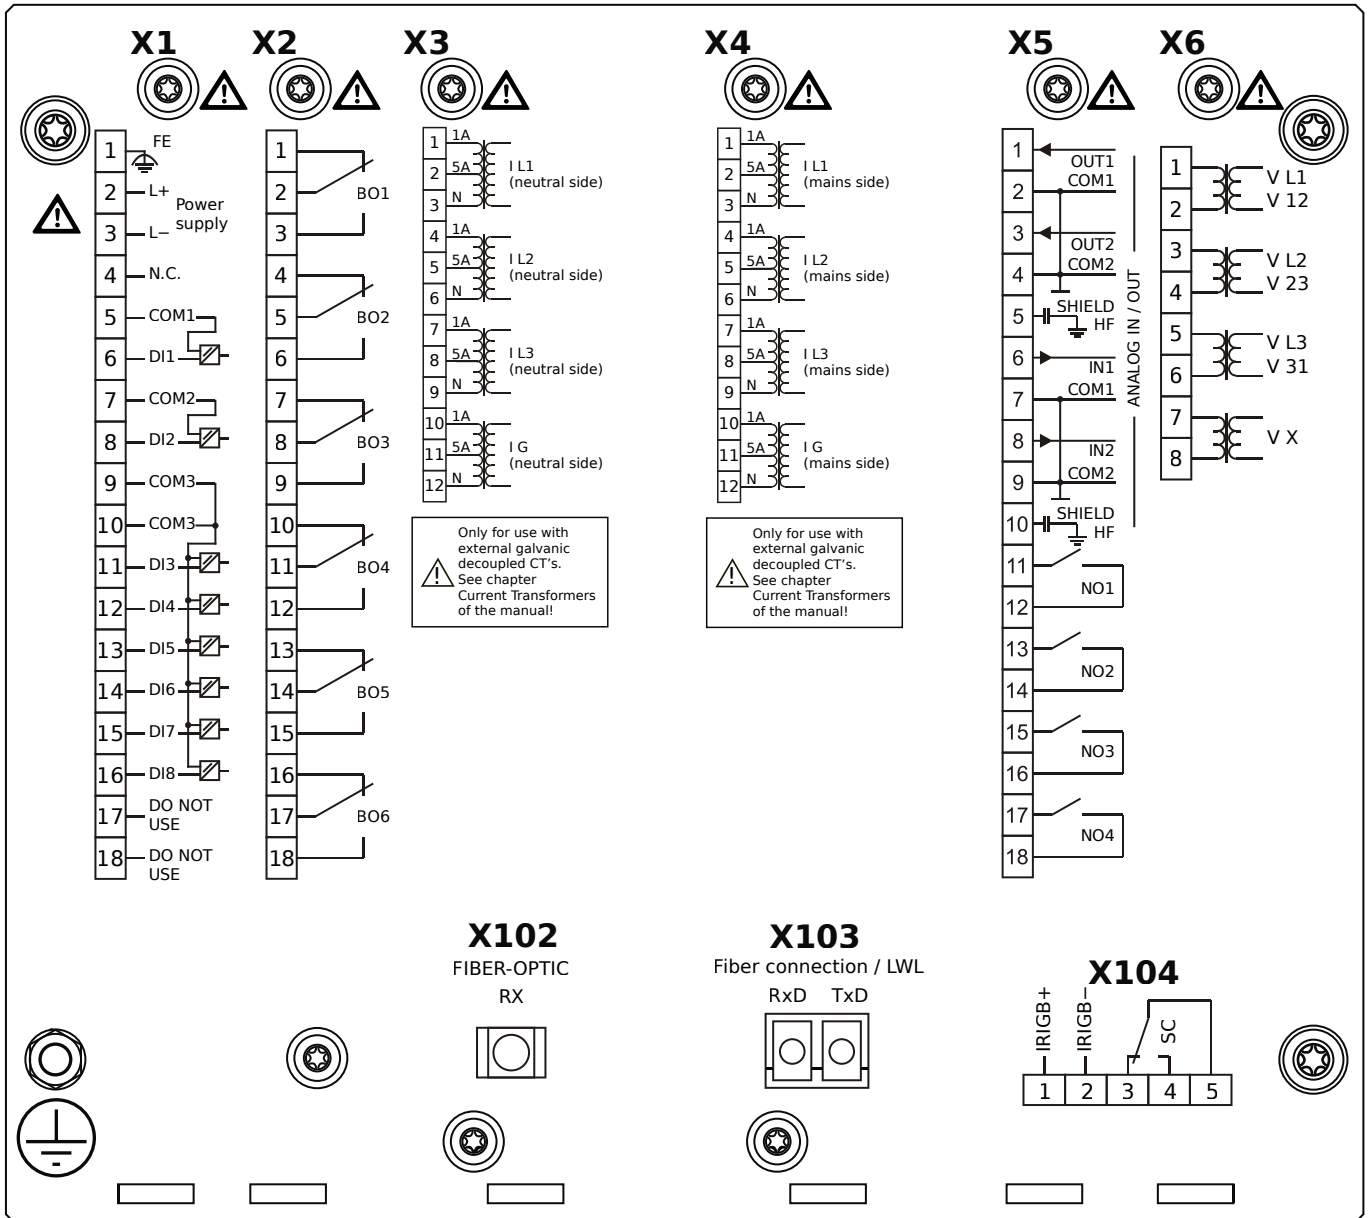 X1
X2
X3
X4
X5
X6
1
FE
2
L+
Power
supply
3
L−
4
N.C.
5
COM1
6
DI1
7
COM2
8
DI2
9
COM3
10
COM3
11
DI3
12
DI4
13
DI5
14
DI6
15
DI7
16
DI8
17
DO NOT
USE
18
DO NOT
USE
1
2
BO1
3
4
5
BO2
6
7
8
BO3
9
10
11
BO4
12
13
14
BO5
15
16
17
BO6
18
1
1A
2
5A
3
N
I L1
(neutral side)
4
1A
5
5A
6
N
I L2
(neutral side)
7
1A
8
5A
9
N
I L3
(neutral side)
10
1A
11
5A
12
N
I G
(neutral side)
Only for use with
external galvanic
decoupled CT's.
See chapter
Current Transformers
of the manual!
1
1A
2
5A
3
N
I L1
(mains side)
4
1A
5
5A
6
N
I L2
(mains side)
7
1A
8
5A
9
N
I L3
(mains side)
10
1A
11
5A
12
N
I G
(mains side)
Only for use with
external galvanic
decoupled CT's.
See chapter
Current Transformers
of the manual!
1
OUT1
2
COM1
3
OUT2
4
COM2
5
SHIELD
HF
6
IN1
7
COM1
8
IN2
9
COM2
10
SHIELD
HF
ANALOG IN / OUT
11
NO1
12
13
NO2
14
15
NO3
16
17
NO4
18
1
V L1
2
V 12
3
V L2
4
V 23
5
V L3
6
V 31
7
V X
8
X102
FIBER-OPTIC
RX
X103
Fiber connection / LWL
RxD TxD
X104
IRIGB+
IRIGB−
SC
1 2 3 4 5